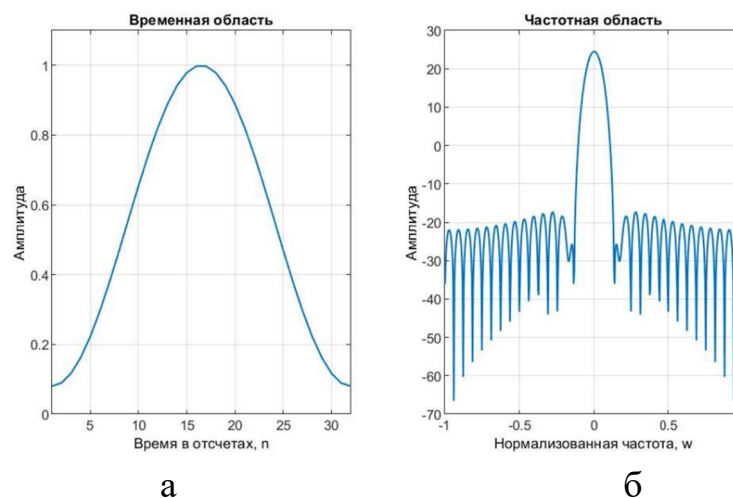 Временная область
Амплитуда
1
0.8
0.6
0.4
0.2
0
5 10 15 20 25 30
Время в отсчетах, n
а
Частотная область
Амплитуда
30
20
10
0
-10
-20
-30
-40
-50
-60
-70
-1 -0.5 0 0.5
Нормализованная частота, w
б